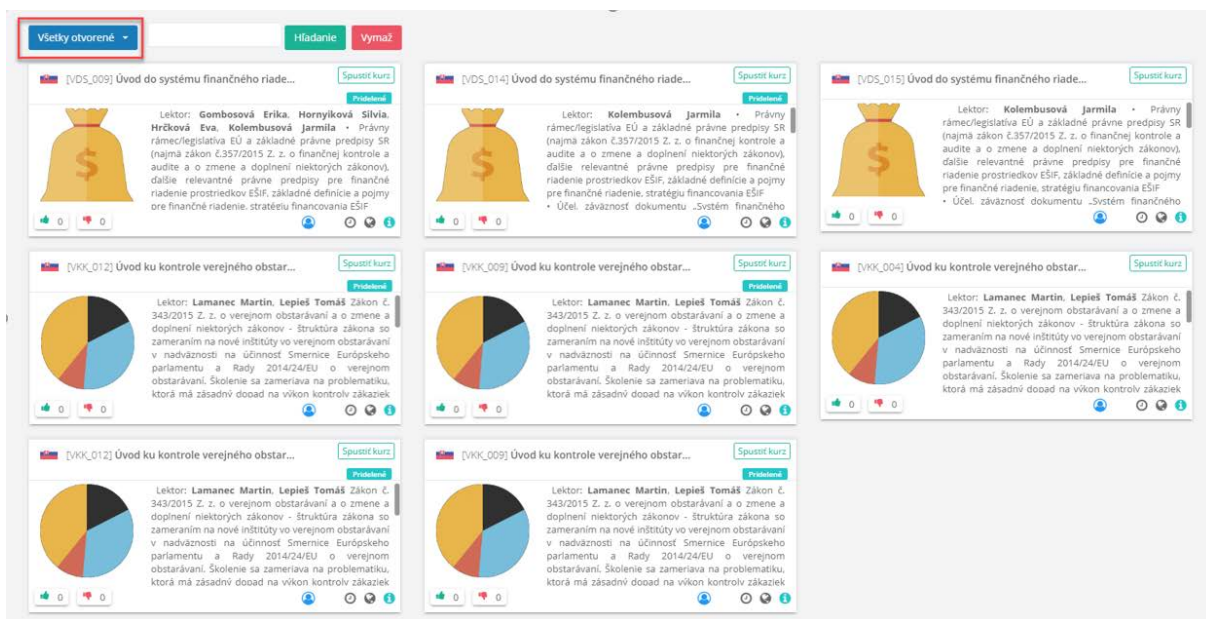 Všetky otvorené
Hľadanie
Vymaž
[VDS_009] Úvod do systému finančného riade...
Spustiť kurz
Pridelené
Lektor: Gombosová Erika, Hornyiková Silvia,
Hrčková Eva, Kolembusová Jarmila • Právny
rámec/legislatíva EÚ a základné právne predpisy SR
(najmä zákon č.357/2015 Z. z. o finančnej kontrole a
audite a o zmene a doplnení niektorých zákonov),
ďalšie relevantné právne predpisy pre finančné
riadenie prostriedkov EŠIF, základné definície a pojmy
pre finančné riadenie, stratégiu financovania EŠIF
0
0
[VDS_014] Úvod do systému finančného riade...
Spustiť kurz
Pridelené
Lektor: Kolembusová Jarmila • Právny
rámec/legislatíva EÚ a základné právne predpisy SR
(najmä zákon č.357/2015 Z. z. o finančnej kontrole a
audite a o zmene a doplnení niektorých zákonov),
ďalšie relevantné právne predpisy pre finančné
riadenie prostriedkov EŠIF, základné definície a pojmy
pre finančné riadenie, stratégiu financovania EŠIF
• Účel, záväznosť dokumentu „Systém finančného
0
0
[VDS_015] Úvod do systému finančného riade...
Spustiť kurz
Lektor: Kolembusová Jarmila • Právny
rámec/legislatíva EÚ a základné právne predpisy SR
(najmä zákon č.357/2015 Z. z. o finančnej kontrole a
audite a o zmene a doplnení niektorých zákonov),
ďalšie relevantné právne predpisy pre finančné
riadenie prostriedkov EŠIF, základné definície a pojmy
pre finančné riadenie, stratégiu financovania EŠIF
• Účel, záväznosť dokumentu „Systém finančného
0
0
[VKK_012] Úvod ku kontrole verejného obstar...
Spustiť kurz
Pridelené
Lektor: Lamanec Martin, Lepieš Tomáš Zákon č.
343/2015 Z. z. o verejnom obstarávaní a o zmene a
doplnení niektorých zákonov - štruktúra zákona so
zameraním na nové inštitúty vo verejnom obstarávaní
v nadväznosti na účinnosť Smernice Európskeho
parlamentu a Rady 2014/24/EU o verejnom
obstarávaní. Školenie sa zameriava na problematiku,
ktorá má zásadný dopad na výkon kontroly zákaziek
0
0
[VKK_009] Úvod ku kontrole verejného obstar...
Spustiť kurz
Pridelené
Lektor: Lamanec Martin, Lepieš Tomáš Zákon č.
343/2015 Z. z. o verejnom obstarávaní a o zmene a
doplnení niektorých zákonov - štruktúra zákona so
zameraním na nové inštitúty vo verejnom obstarávaní
v nadväznosti na účinnosť Smernice Európskeho
parlamentu a Rady 2014/24/EU o verejnom
obstarávaní. Školenie sa zameriava na problematiku,
ktorá má zásadný dopad na výkon kontroly zákaziek
0
0
[VKK_004] Úvod ku kontrole verejného obstar...
Spustiť kurz
Lektor: Lamanec Martin, Lepieš Tomáš Zákon č.
343/2015 Z. z. o verejnom obstarávaní a o zmene a
doplnení niektorých zákonov - štruktúra zákona so
zameraním na nové inštitúty vo verejnom obstarávaní
v nadväznosti na účinnosť Smernice Európskeho
parlamentu a Rady 2014/24/EU o verejnom
obstarávaní. Školenie sa zameriava na problematiku,
ktorá má zásadný dopad na výkon kontroly zákaziek
0
0
[VKK_012] Úvod ku kontrole verejného obstar...
Spustiť kurz
Pridelené
Lektor: Lamanec Martin, Lepieš Tomáš Zákon č.
343/2015 Z. z. o verejnom obstarávaní a o zmene a
doplnení niektorých zákonov - štruktúra zákona so
zameraním na nové inštitúty vo verejnom obstarávaní
v nadväznosti na účinnosť Smernice Európskeho
parlamentu a Rady 2014/24/EU o verejnom
obstarávaní. Školenie sa zameriava na problematiku,
ktorá má zásadný dopad na výkon kontroly zákaziek
0
0
[VKK_009] Úvod ku kontrole verejného obstar...
Spustiť kurz
Pridelené
Lektor: Lamanec Martin, Lepieš Tomáš Zákon č.
343/2015 Z. z. o verejnom obstarávaní a o zmene a
doplnení niektorých zákonov - štruktúra zákona so
zameraním na nové inštitúty vo verejnom obstarávaní
v nadväznosti na účinnosť Smernice Európskeho
parlamentu a Rady 2014/24/EU o verejnom
obstarávaní. Školenie sa zameriava na problematiku,
ktorá má zásadný dopad na výkon kontroly zákaziek
0
0